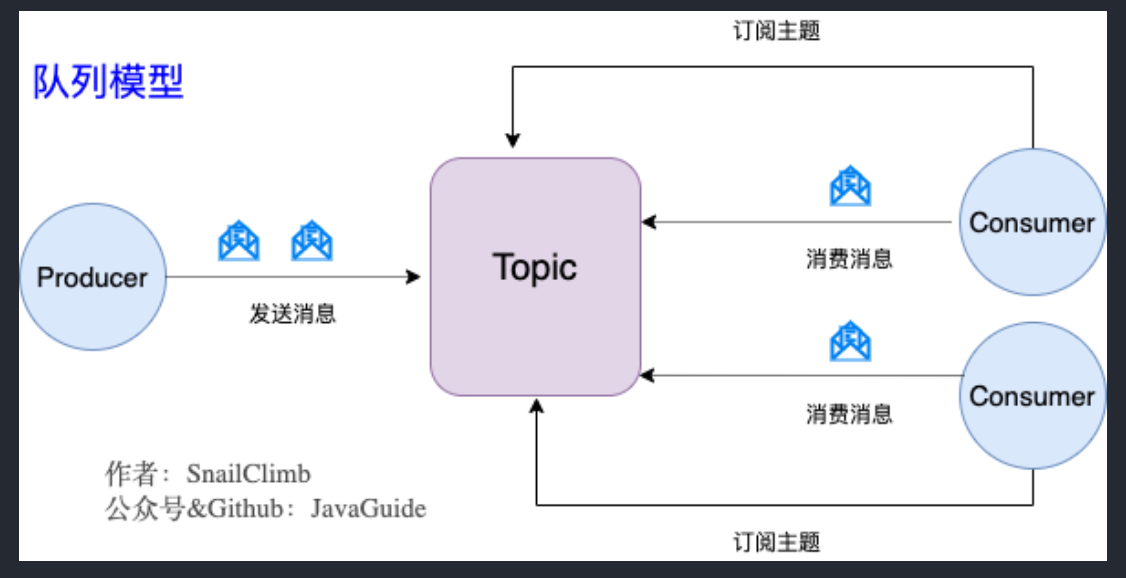 订阅主题
队列模型
Producer
发送消息
Topic
Consumer
消费消息
Consumer
消费消息
作者：SnailClimb
公众号&Github：JavaGuide
订阅主题